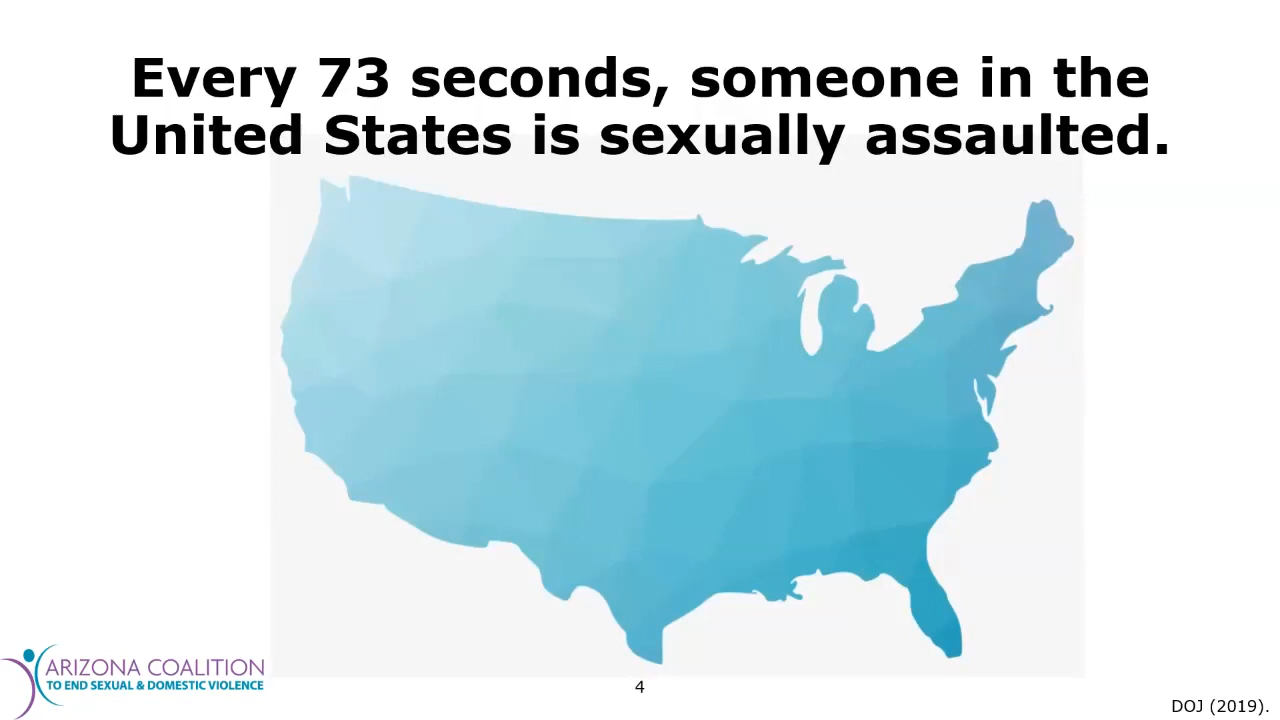 Every 73 seconds, someone in the
United States is sexually assaulted.
ARIZONA COALITION
TO END SEXUAL & DOMESTIC VIOLENCE
4
DOJ (2019).